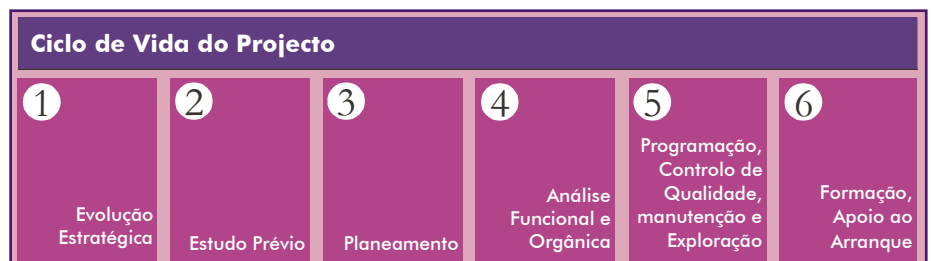 Ciclo de Vida do Projecto
1
Evolução
Estratégica
2
Estudo Prévio
3
Planeamento
4
Análise
Funcional e
Orgânica
5
Programação,
Controlo de
Qualidade,
manutenção e
Exploração
6
Formação,
Apoio ao
Arranque